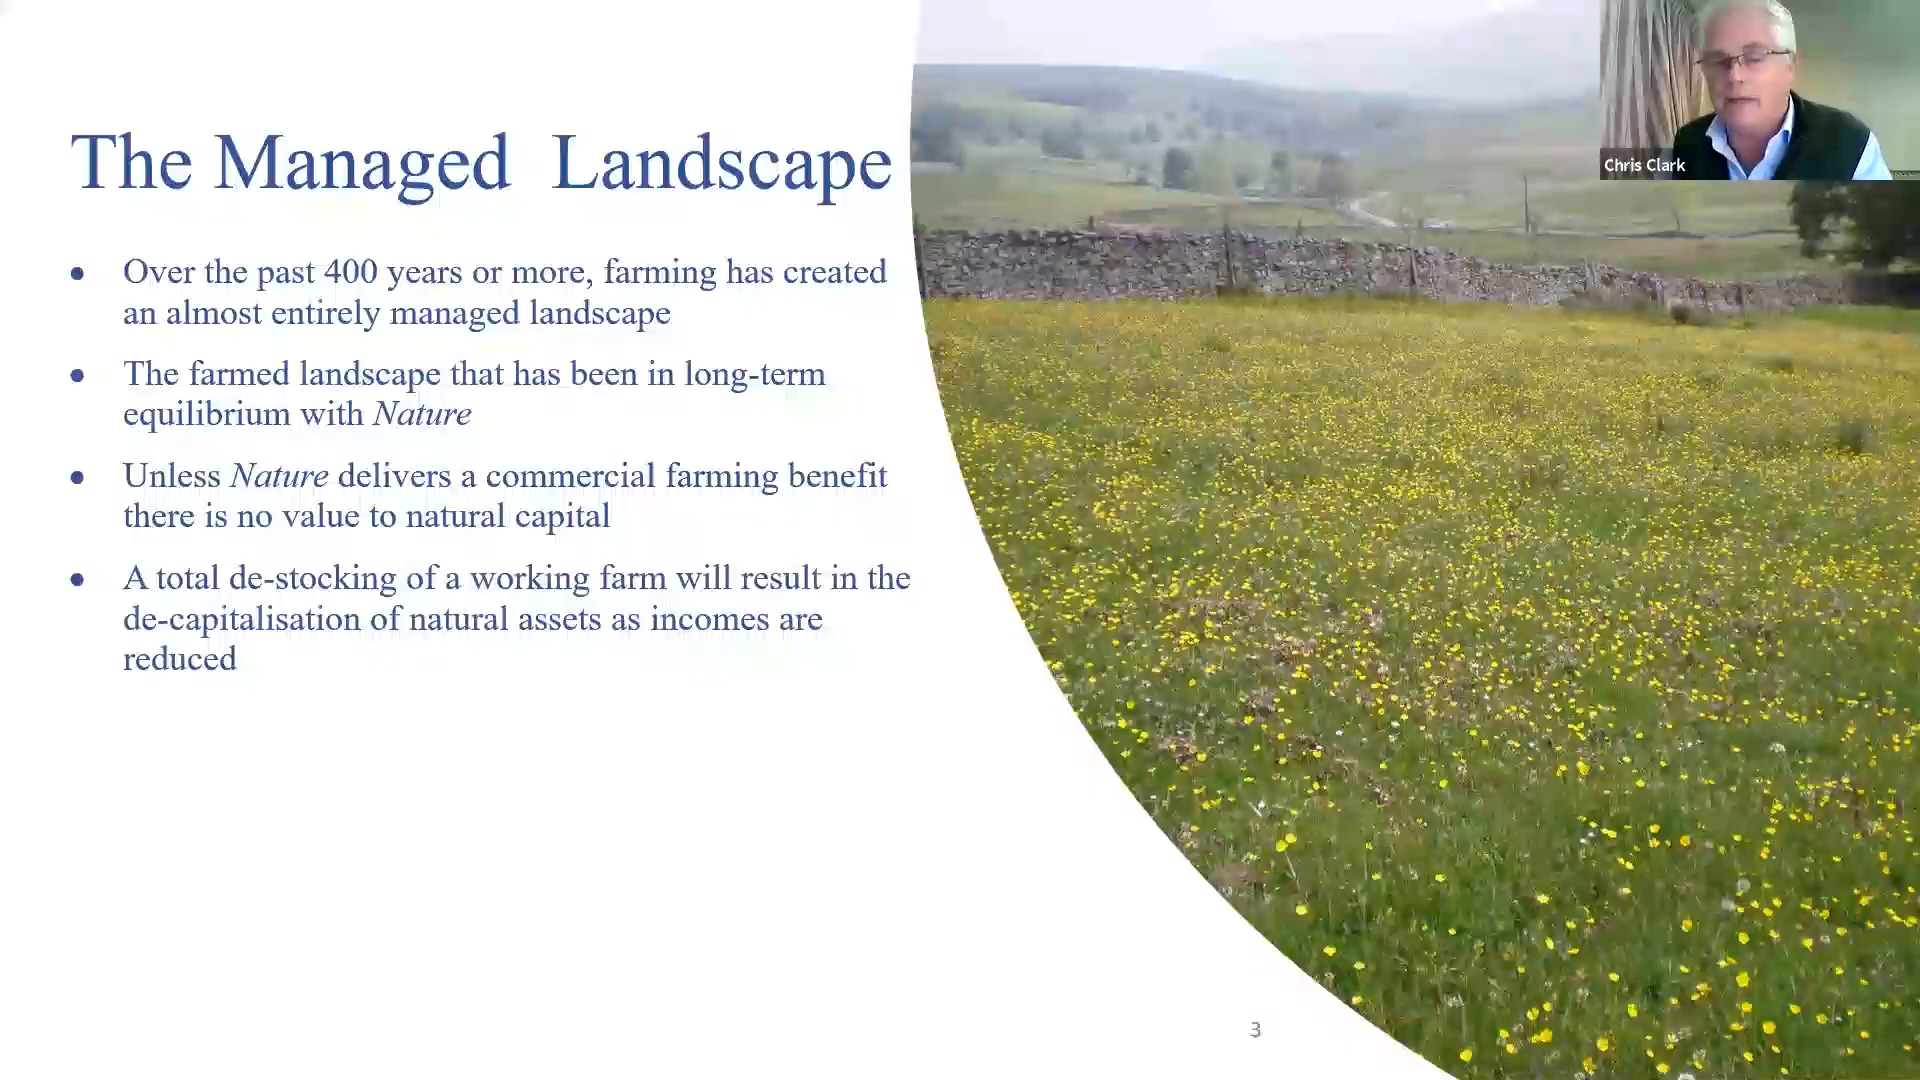 The Managed  Landscape
Chris Clark
● Over the past 400 years or more, farming has created
an almost entirely managed landscape
● The farmed landscape that has been in long-term
equilibrium with Nature
● Unless Nature delivers a commercial farming benefit
there is no value to natural capital
● A total de-stocking of a working farm will result in the
de-capitalisation of natural assets as incomes are
reduced
3